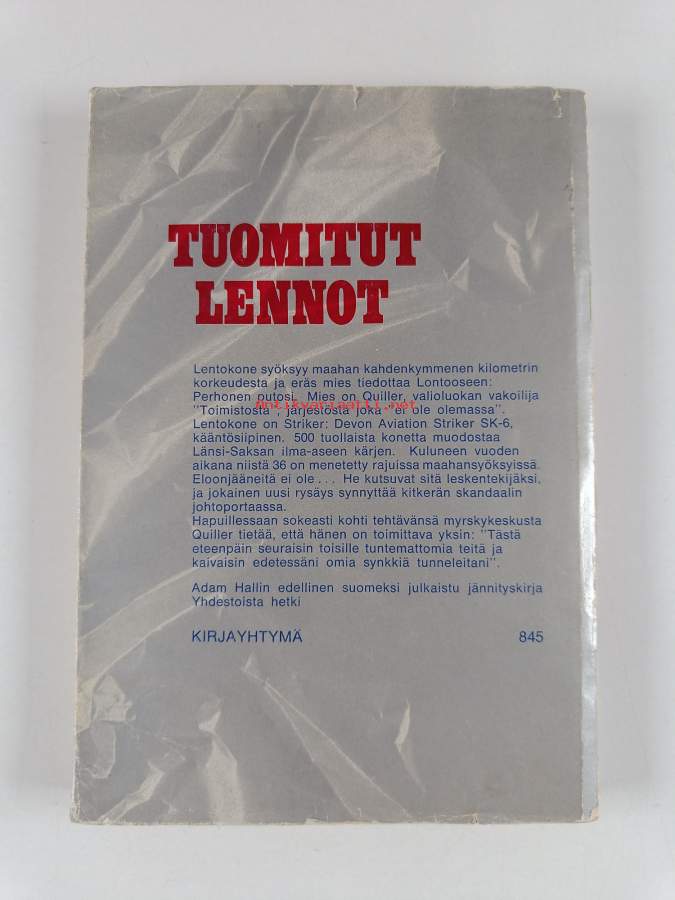 TUOMITUT
LENNOT
Lentokone syöksyy maahan kahdenkymmenen kilometrin
korkeudesta ja eräs mies tiedottaa Lontooseen:
Perhonen putosi. Mies on Quiller, valioluokan vakoilija
"Toimistosta", järjestöstä joka "ei ole olemassa".
Lentokone on Striker: Devon Aviation Striker SK-6,
kääntösiipinen. 500 tuollaista konetta muodostaa
Länsi-Saksan ilma-aseen kärjen. Kuluneen vuoden
aikana niistä 36 on menetetty rajuissa maahansyöksyissä.
Eloonjääneitä ei ole... He kutsuvat sitä leskentekijäksi,
ja jokainen uusi rysäys synnyttää kitkerän skandaalin
johtoportaassa.
Hapuillessaan sokeasti kohti tehtävänsä myrskykeskusta
Quiller tietää, että hänen on toimittava yksin: "Tästä
eteenpäin seuraisin toisille tuntemattomia teitä ja
kaivaisin edetessäni omia synkkiä tunneleitani".
Adam Hallin edellinen suomeksi julkaistu jännityskirja
Yhdestoista hetki
KIRJAYHTYMÄ 845
antikvariaatti.net